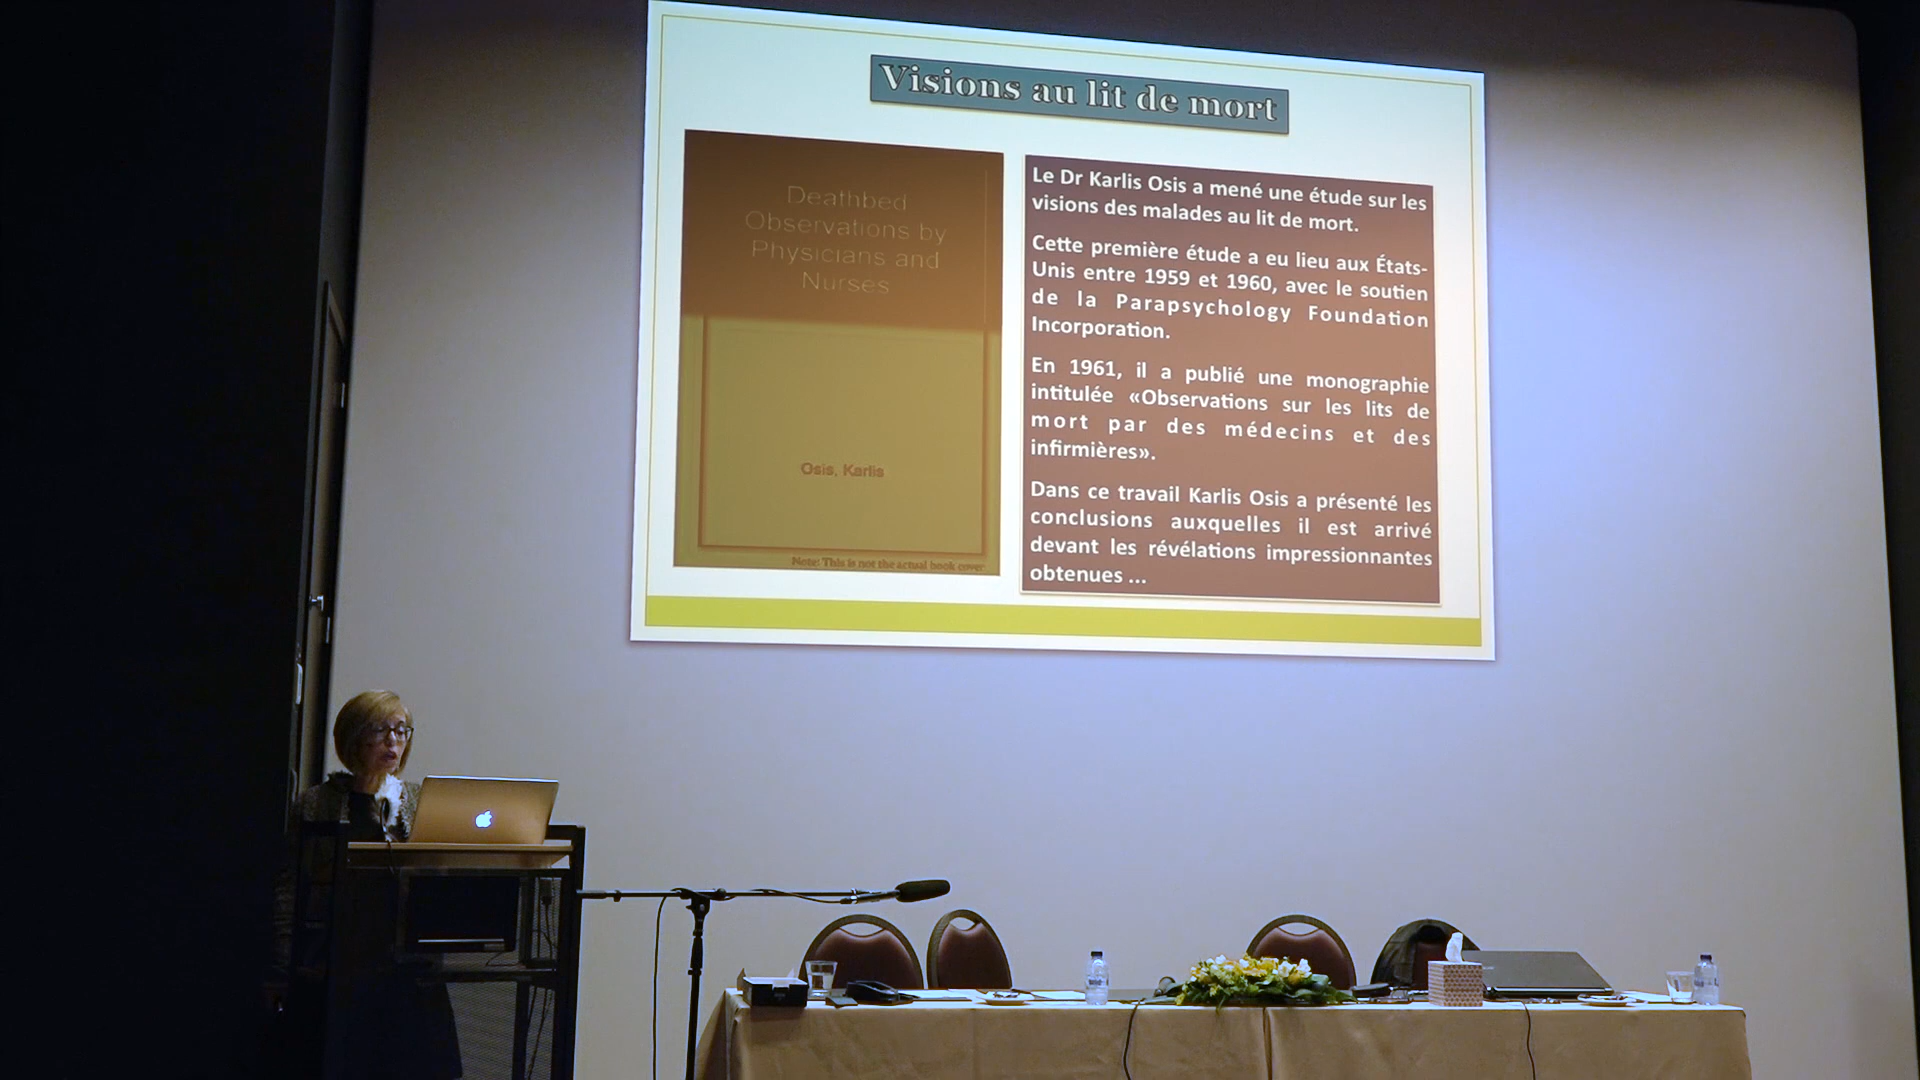 Visions au lit de mort
Deathbed
Observations by
Physicians and
Nurses
Osis, Karlis
Note: This is not the actual book cover
Le Dr Karlis Osis a mené une étude sur les
visions des malades au lit de mort.
Cette première étude a eu lieu aux États-
Unis entre 1959 et 1960, avec le soutien
de la Parapsychology Foundation
Incorporation.
En 1961, il a publié une monographie
intitulée «Observations sur les lits de
mort par des médecins et des
infirmières».
Dans ce travail Karlis Osis a présenté les
conclusions auxquelles il est arrivé
devant les révélations impressionnantes
obtenues ...